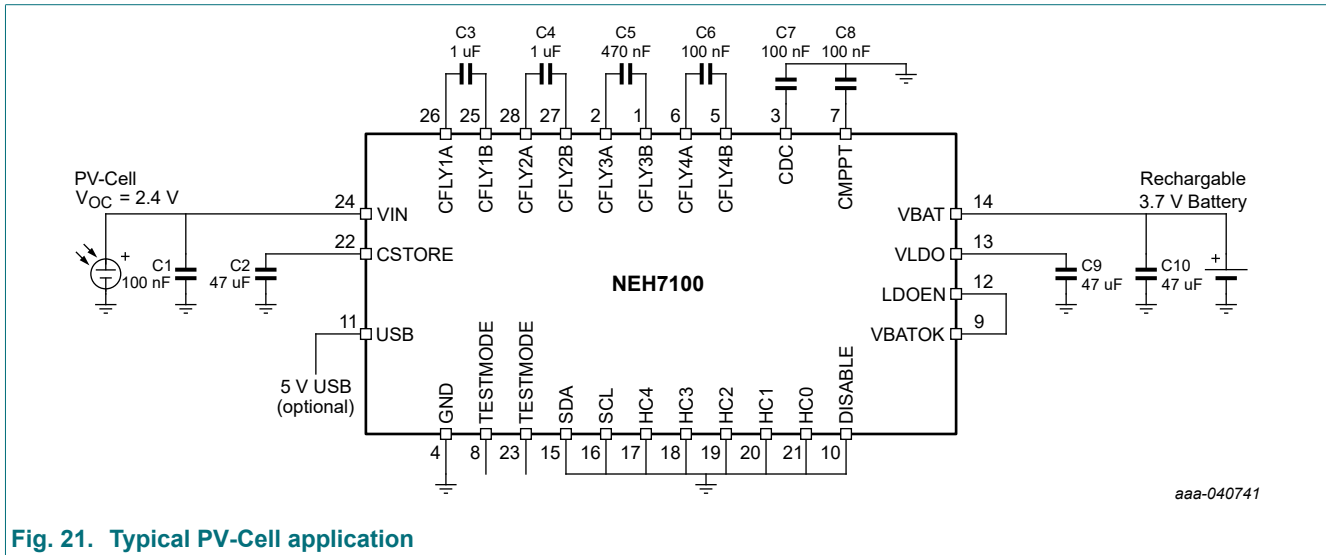 C3
1 uF
C4
1 uF
C5
470 nF
C6
100 nF
C7
100 nF
C8
100 nF
26
25
28
27
2
1
6
5
3
7
CFLY1A
CFLY1B
CFLY2A
CFLY2B
CFLY3A
CFLY3B
CFLY4A
CFLY4B
CDC
CMPPT
PV-Cell
VOC = 2.4 V
24
VIN
+
C1
100 nF
C2
47 uF
22
CSTORE
11
USB
5 V USB
(optional)
NEH7100
VBAT
14
VLDO
13
LDOEN
12
VBATOK
9
Rechargable
3.7 V Battery
+
C9
47 uF
C10
47 uF
GND
TESTMODE
TESTMODE
SDA
SCL
HC4
HC3
HC2
HC1
HC0
DISABLE
4
8
23
15
16
17
18
19
20
21
10
aaa-040741
Fig. 21. Typical PV-Cell application